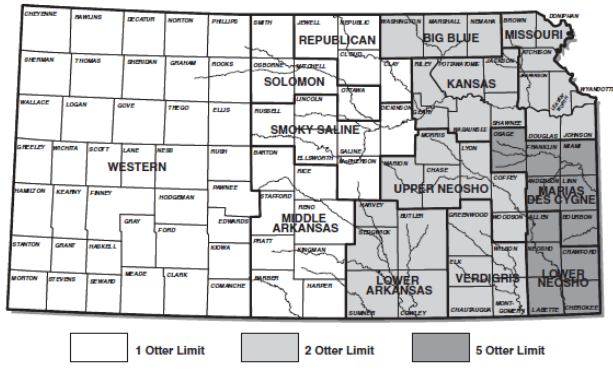 CHEYENNE RAWLINS DECATUR NORTON PHILLIPS SMITH JEWELL REPUBLIC WASHINGTON MARSHALL NEMAHA BROWN DONIPHAN
REPUBLICAN BIG BLUE MISSOURI
SHERMAN THOMAS SHERIDAN GRAHAM ROOKS OSBORNE MITCHELL CLOUD CLAY RILEY POTTAWATOMIE JACKSON ATCHISON
SOLOMON KANSAS JEFFERSON WYANDOTTE
WALLACE LOGAN GOVE TREGO ELLIS RUSSELL LINCOLN OTTAWA DICKINSON GEARY WABAUNSEE SHAWNEE DOUGLAS JOHNSON
SMOKY SALINE
GREELEY WICHITA SCOTT LANE NESS RUSH BARTON ELLSWORTH SALINE MCPHERSON MORRIS LYON OSAGE FRANKLIN MIAMI
WESTERN RICE MARION CHASE COFFEY ANDERSON LINN
UPPER NEOSHO MARIAS DES CYGNE
HAMILTON KEARNY FINNEY HODGEMAN PAWNEE STAFFORD RENO HARVEY BUTLER GREENWOOD WOODSON ALLEN BOURBON
MIDDLE ARKANSAS
GRAY FORD EDWARDS PRATT SEDGWICK
STANTON GRANT HASKELL KIOWA KINGMAN ELK WILSON NEOSHO CRAWFORD
LOWER ARKANSAS VERDIGRIS LOWER NEOSHO
MORTON STEVENS SEWARD MEADE CLARK COMANCHE BARBER HARPER SUMNER COWLEY CHAUTAUQUA MONT-GOMERY LABETTE CHEROKEE
1 Otter Limit 2 Otter Limit 5 Otter Limit